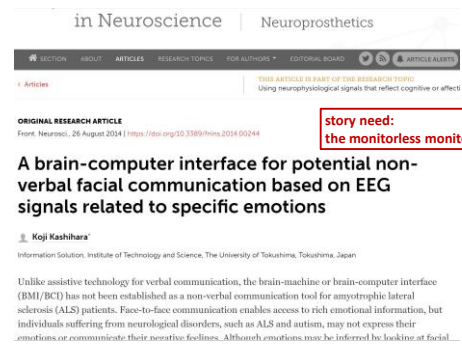 in Neuroscience | Neuroprosthetics
SECTION ABOUT ARTICLES RESEARCH TOPICS FOR AUTHORS EDITORIAL BOARD ARTICLE ALERTS
‹ Articles
THIS ARTICLE IS PART OF THE RESEARCH TOPIC
Using neurophysiological signals that reflect cognitive or affecti
ORIGINAL RESEARCH ARTICLE
Front. Neurosci., 26 August 2014 | https://doi.org/10.3389/fnins.2014.00244
story need:
the monitorless monit
A brain-computer interface for potential non-
verbal facial communication based on EEG
signals related to specific emotions
Koji Kashihara*
Information Solution, Institute of Technology and Science, The University of Tokushima, Tokushima, Japan
Unlike assistive technology for verbal communication, the brain-machine or brain-computer interface
(BMI/BCI) has not been established as a non-verbal communication tool for amyotrophic lateral
sclerosis (ALS) patients. Face-to-face communication enables access to rich emotional information, but
individuals suffering from neurological disorders, such as ALS and autism, may not express their
emotions or communicate their negative feelings. Although emotions may be inferred by looking at facial